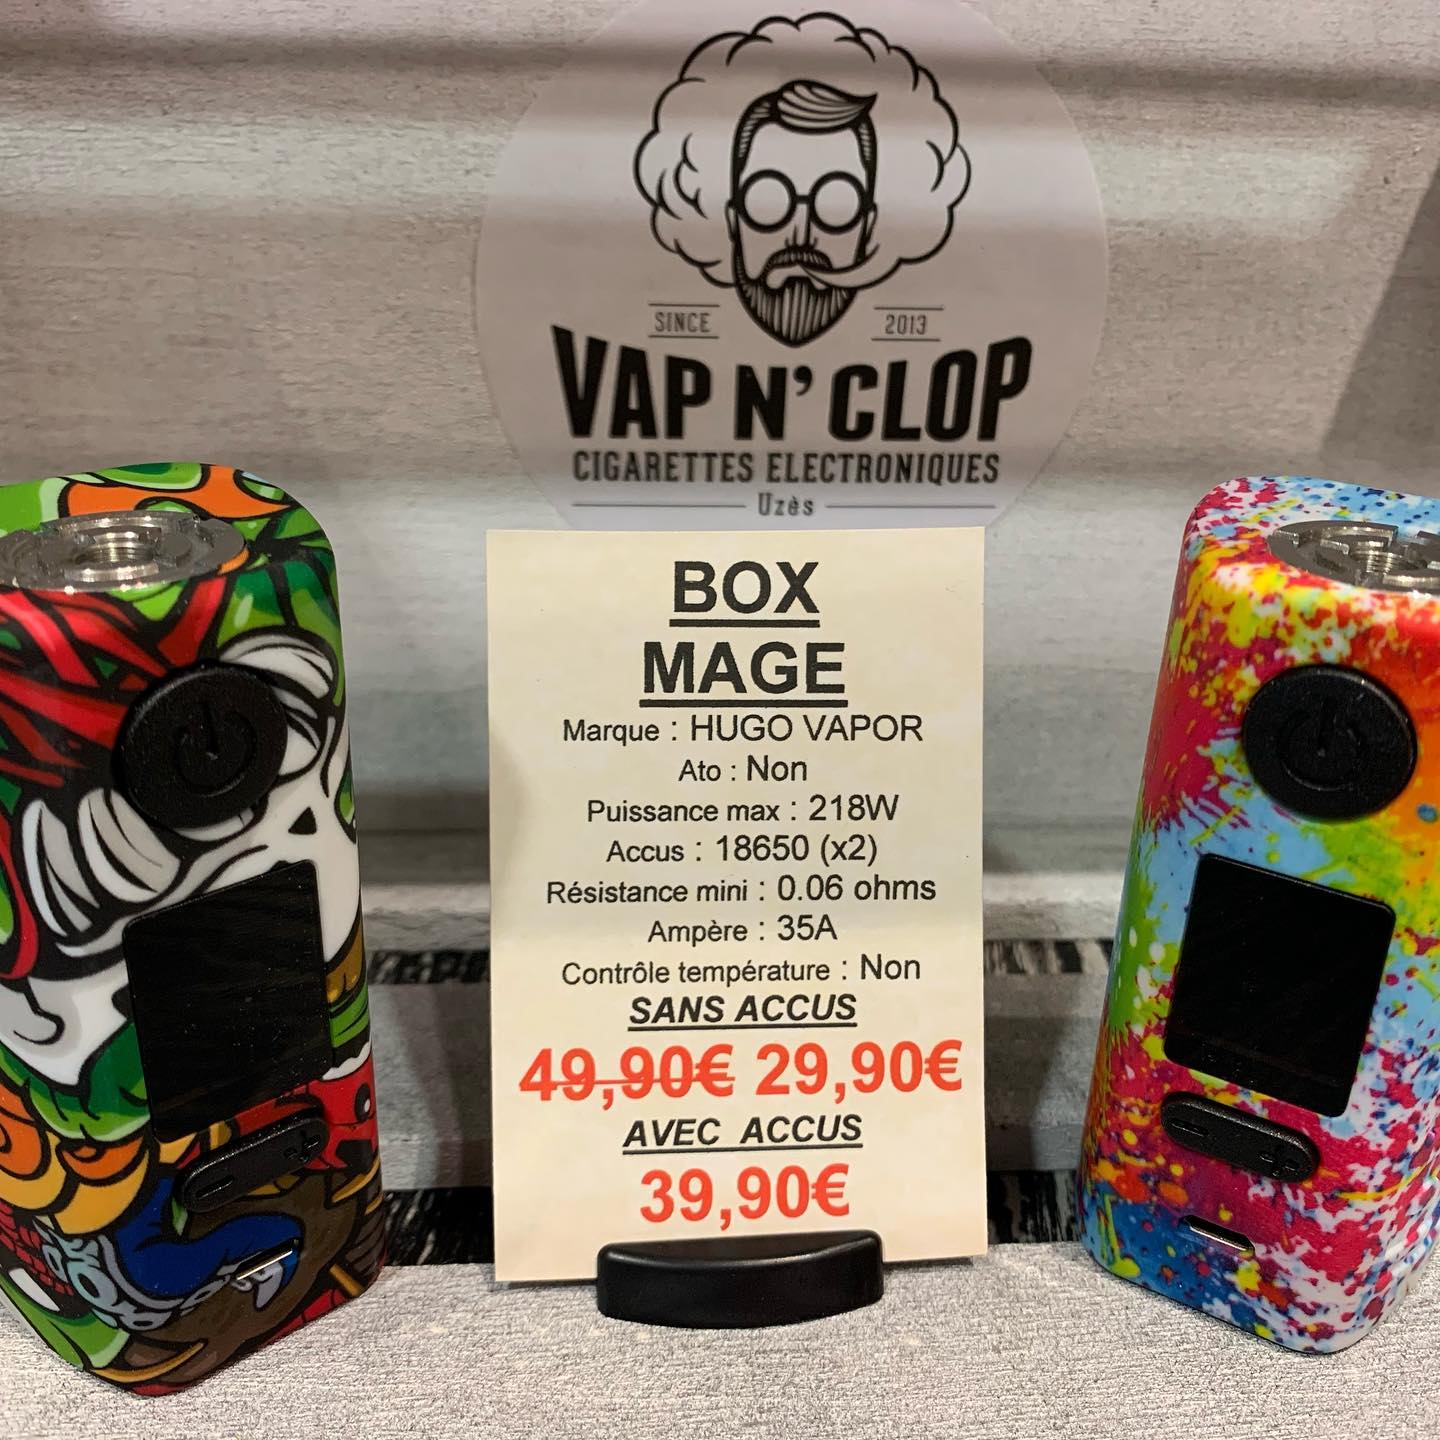 SINCE 2013
VAP N' CLOP
CIGARETTES ELECTRONIQUES
Uzès
BOX
MAGE
Marque : HUGO VAPOR
Ato : Non
Puissance max : 218W
Accus : 18650 (x2)
Résistance mini : 0.06 ohms
Ampère : 35A
Contrôle température : Non
SANS ACCUS
49,90€ 29,90€
AVEC ACCUS
39,90€